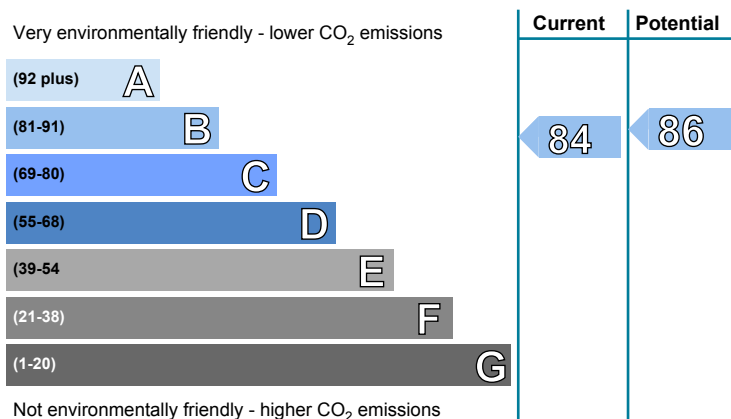 Very environmentally friendly - lower CO2 emissions
Current
Potential
(92 plus) A
(81-91) B
84
86
(69-80) C
(55-68) D
(39-54 E
(21-38) F
(1-20) G
Not environmentally friendly - higher CO2 emissions